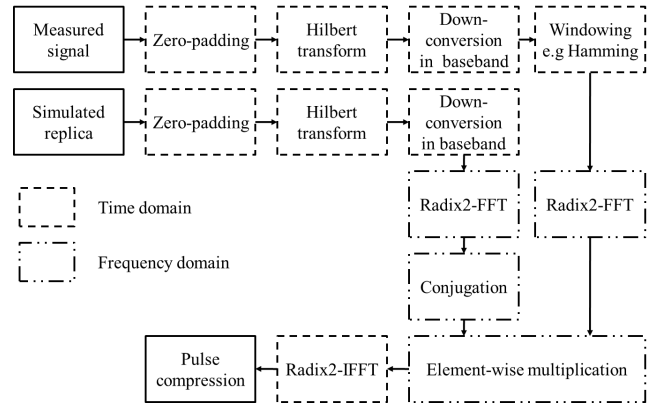 Measured
signal
Zero-padding
Hilbert
transform
Down-
conversion
in baseband
Windowing
e.g Hamming
Simulated
replica
Zero-padding
Hilbert
transform
Down-
conversion
in baseband
Time domain
Radix2-FFT
Radix2-FFT
Frequency domain
Conjugation
Pulse
compression
Radix2-IFFT
Element-wise multiplication